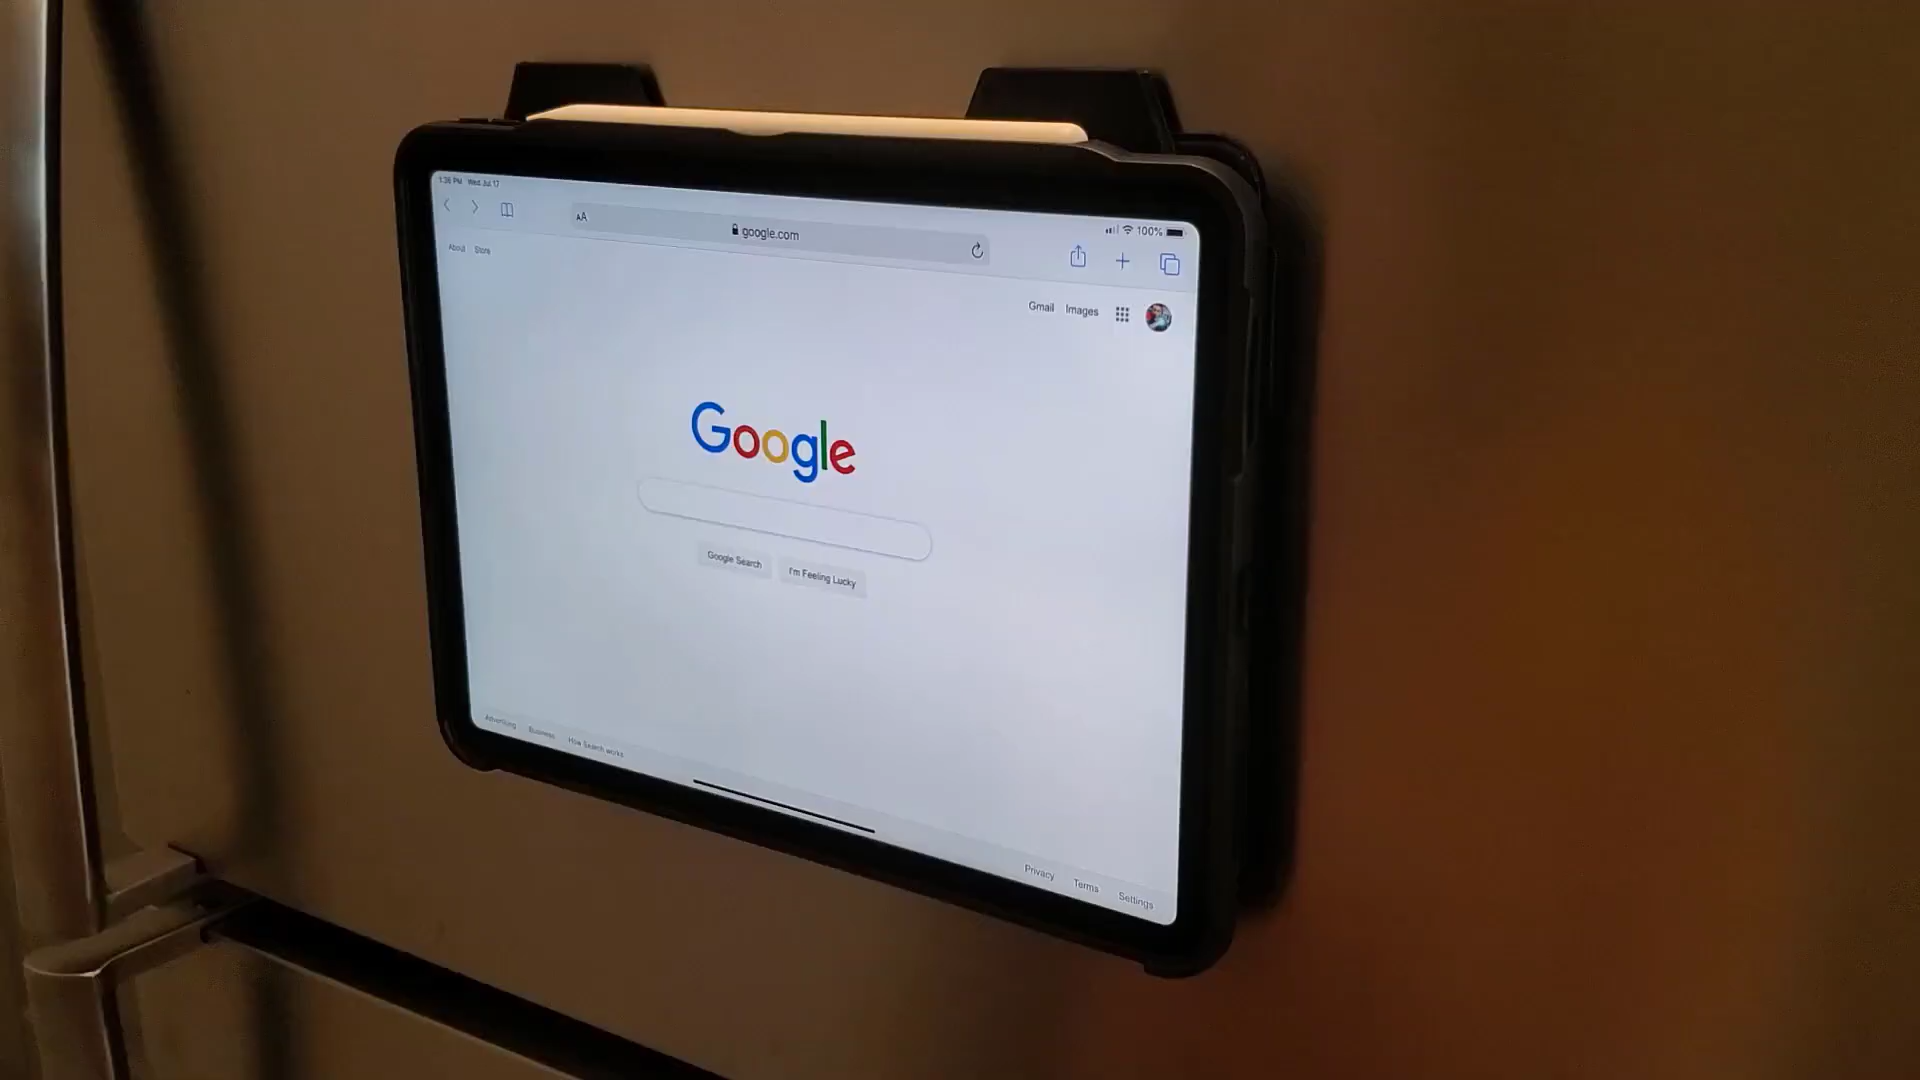 1:36 PM Wed Jul 17
100%
AA
google.com
About Store
Gmail Images
Google
Google Search I'm Feeling Lucky
Advertising Business How Search works
Privacy Terms Settings